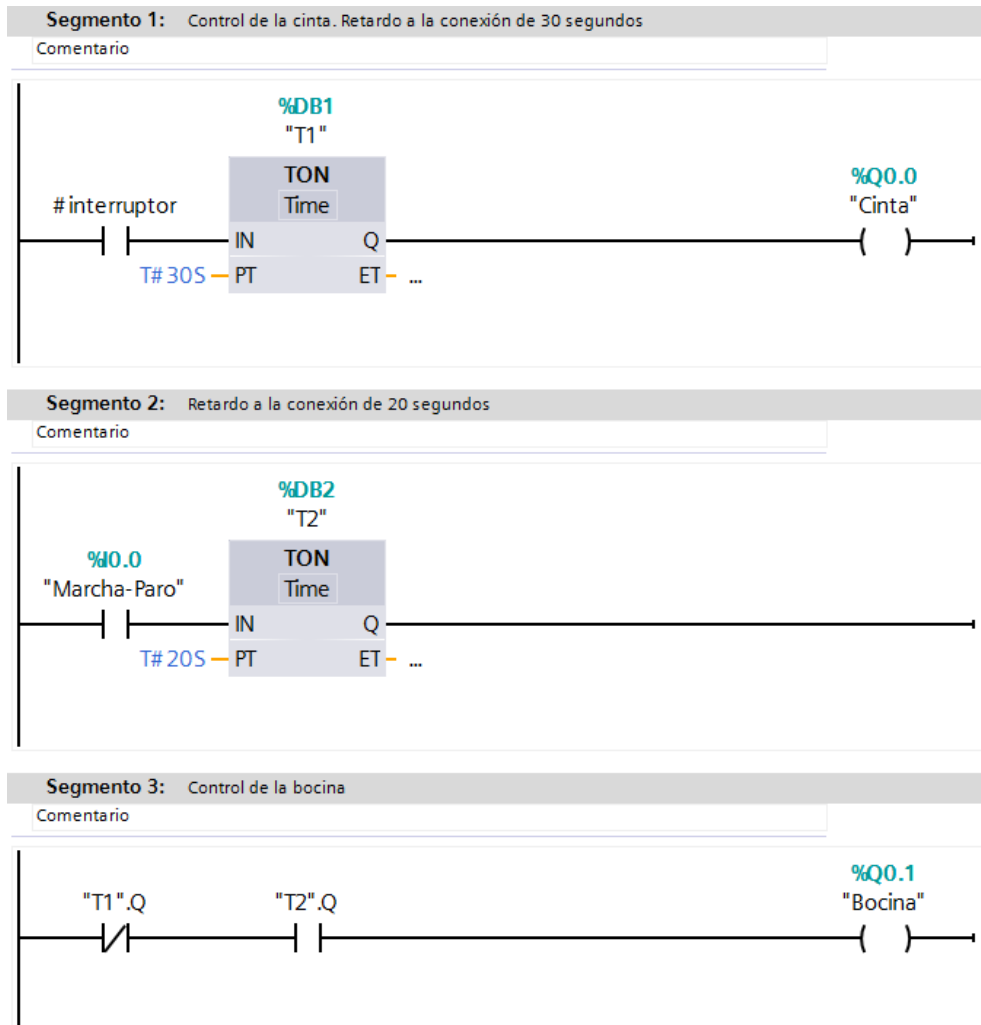 Segmento 1: Control de la cinta. Retardo a la conexión de 30 segundos
Comentario
%DB1
"T1"
TON
Time
%Q0.0
"Cinta"
#interruptor
IN Q
T#30S PT ET ...
Segmento 2: Retardo a la conexión de 20 segundos
Comentario
%DB2
"T2"
TON
Time
%I0.0
"Marcha-Paro"
IN Q
T#20S PT ET ...
Segmento 3: Control de la bocina
Comentario
%Q0.1
"T1".Q "T2".Q "Bocina"